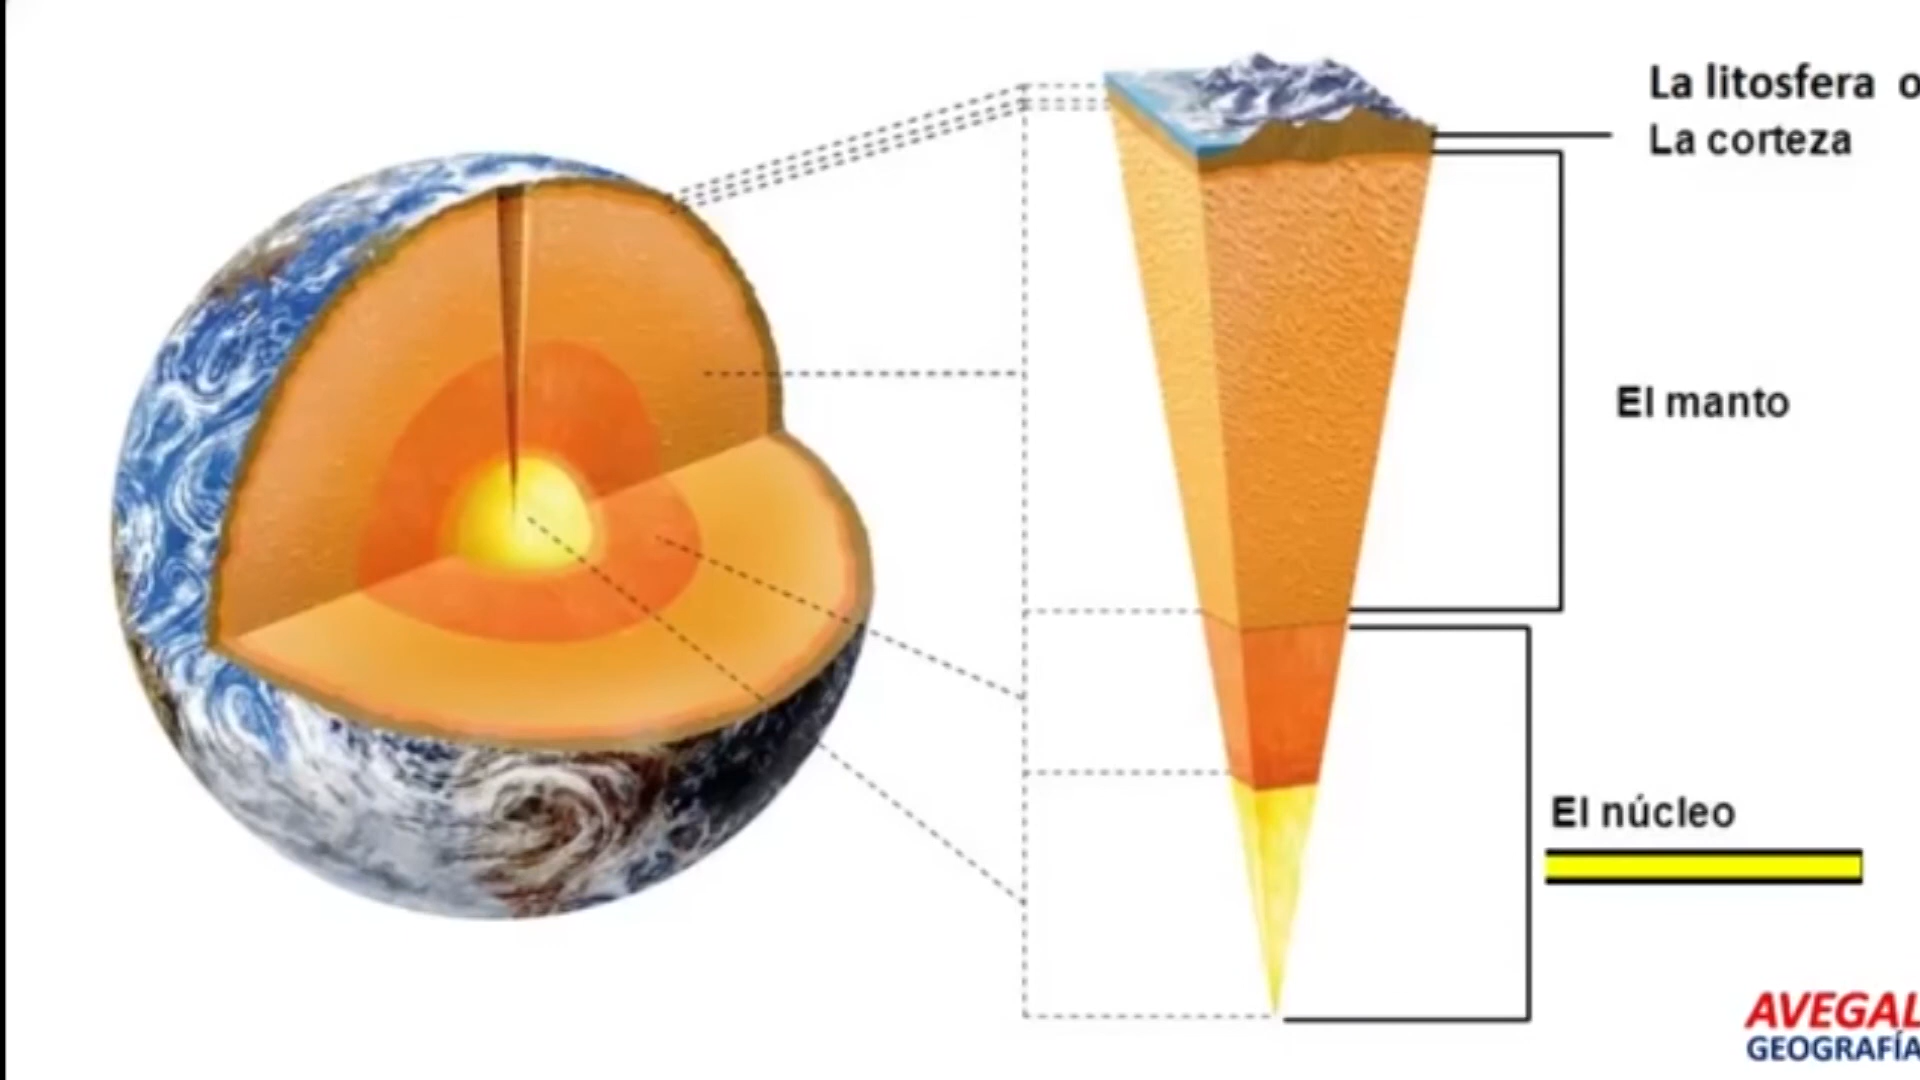 La litosfera o
La corteza
El manto
El núcleo
AVEGAL
GEOGRAFÍA